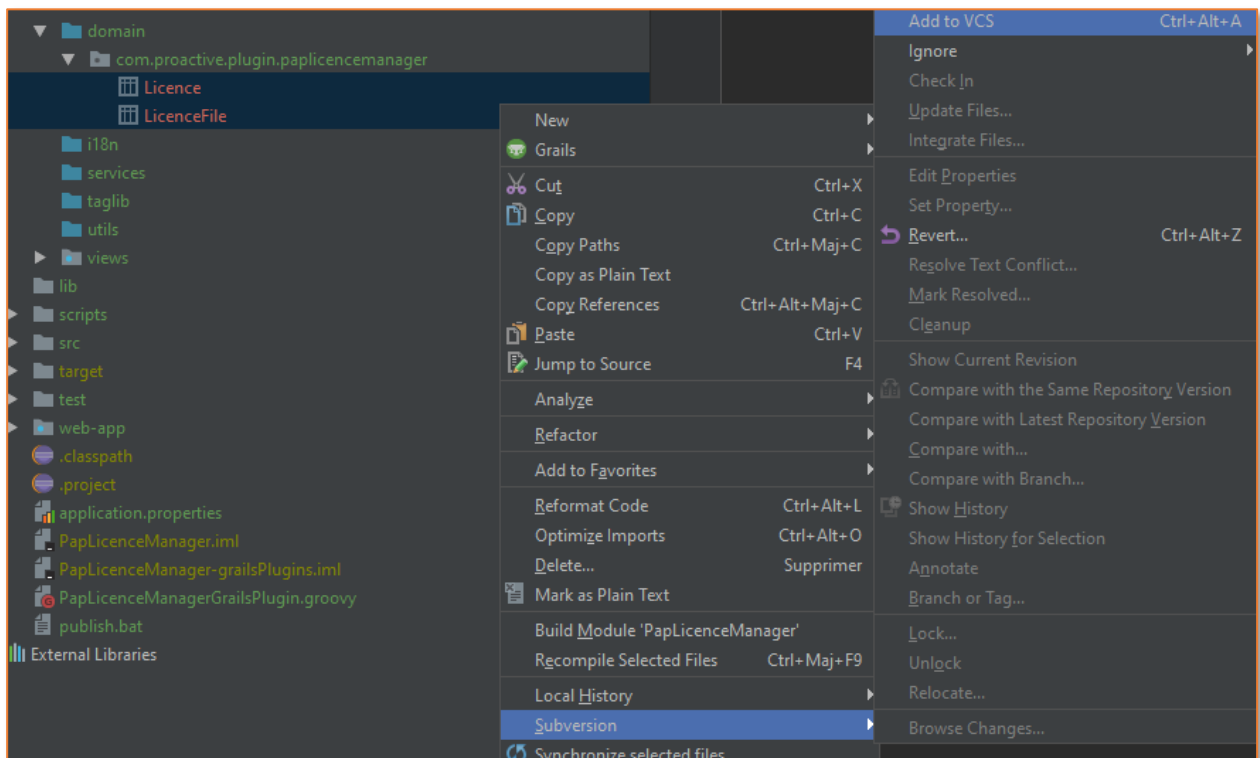 domain
com.proactive.plugin.paplicencemanager
Licence
LicenceFile
i18n
services
taglib
utils
views
lib
scripts
src
target
test
web-app
.classpath
.project
application.properties
PapLicenceManager.iml
PapLicenceManager-grailsPlugins.iml
PapLicenceManagerGrailsPlugin.groovy
publish.bat
External Libraries
New
Grails
Cut Ctrl+X
Copy Ctrl+C
Copy Paths Ctrl+Maj+C
Copy as Plain Text
Copy References Ctrl+Alt+Maj+C
Paste Ctrl+V
Jump to Source F4
Analyze
Refactor
Add to Favorites
Reformat Code Ctrl+Alt+L
Optimize Imports Ctrl+Alt+O
Delete... Supprimer
Mark as Plain Text
Build Module 'PapLicenceManager'
Recompile Selected Files Ctrl+Maj+F9
Local History
Subversion
Synchronize selected files
Add to VCS Ctrl+Alt+A
Ignore
Check In
Update Files...
Integrate Files...
Edit Properties
Set Property...
Revert... Ctrl+Alt+Z
Resolve Text Conflict...
Mark Resolved...
Cleanup
Show Current Revision
Compare with the Same Repository Version
Compare with Latest Repository Version
Compare with...
Compare with Branch...
Show History
Show History for Selection
Annotate
Branch or Tag...
Lock...
Unlock
Relocate...
Browse Changes...